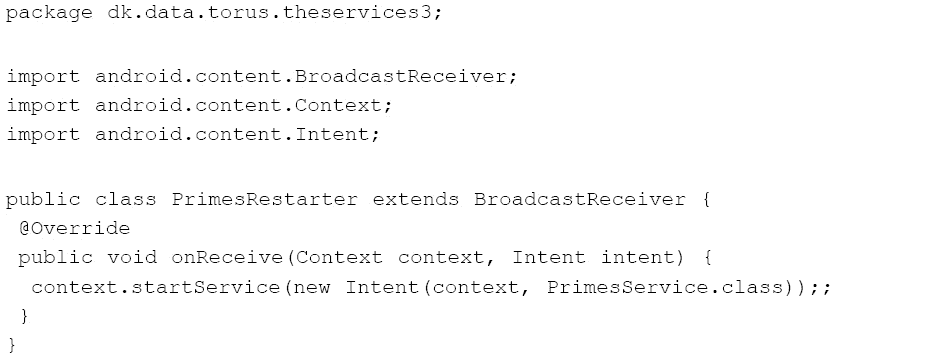 package dk.data.torus.theservices3;
import android.content.BroadcastReceiver;
import android.content.Context;
import android.content.Intent;
public class PrimesRestarter extends BroadcastReceiver {
@Override
public void onReceive(Context context, Intent intent) {
context.startService(new Intent(context, PrimesService.class));;
}
}